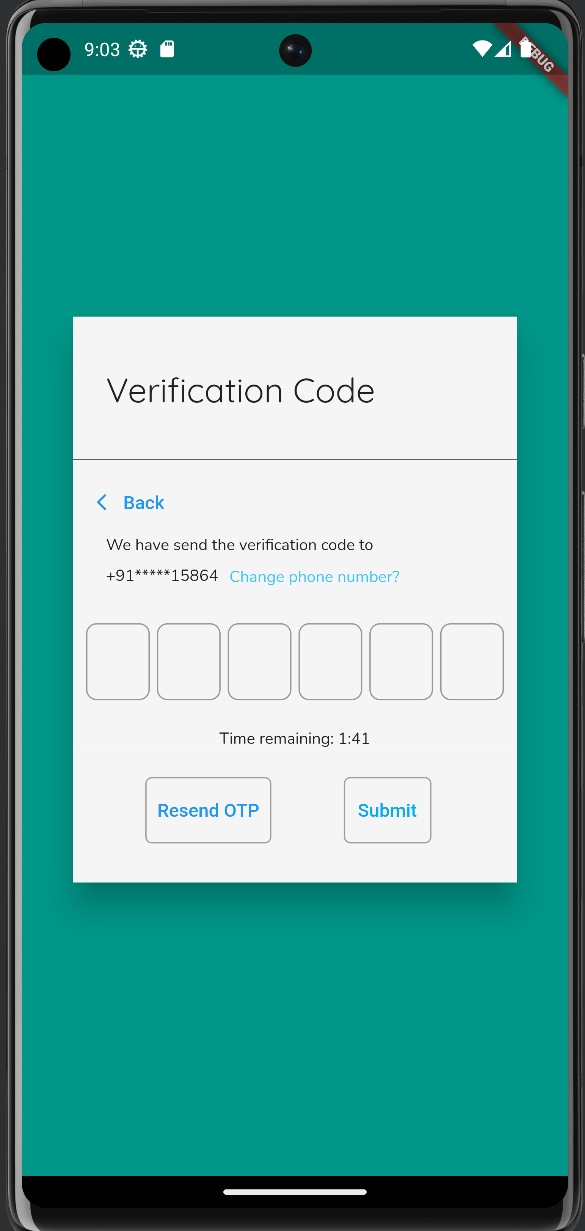 9:03
DEBUG
Verification Code
Back
We have send the verification code to
+91*****15864 Change phone number?
Time remaining: 1:41
Resend OTP Submit